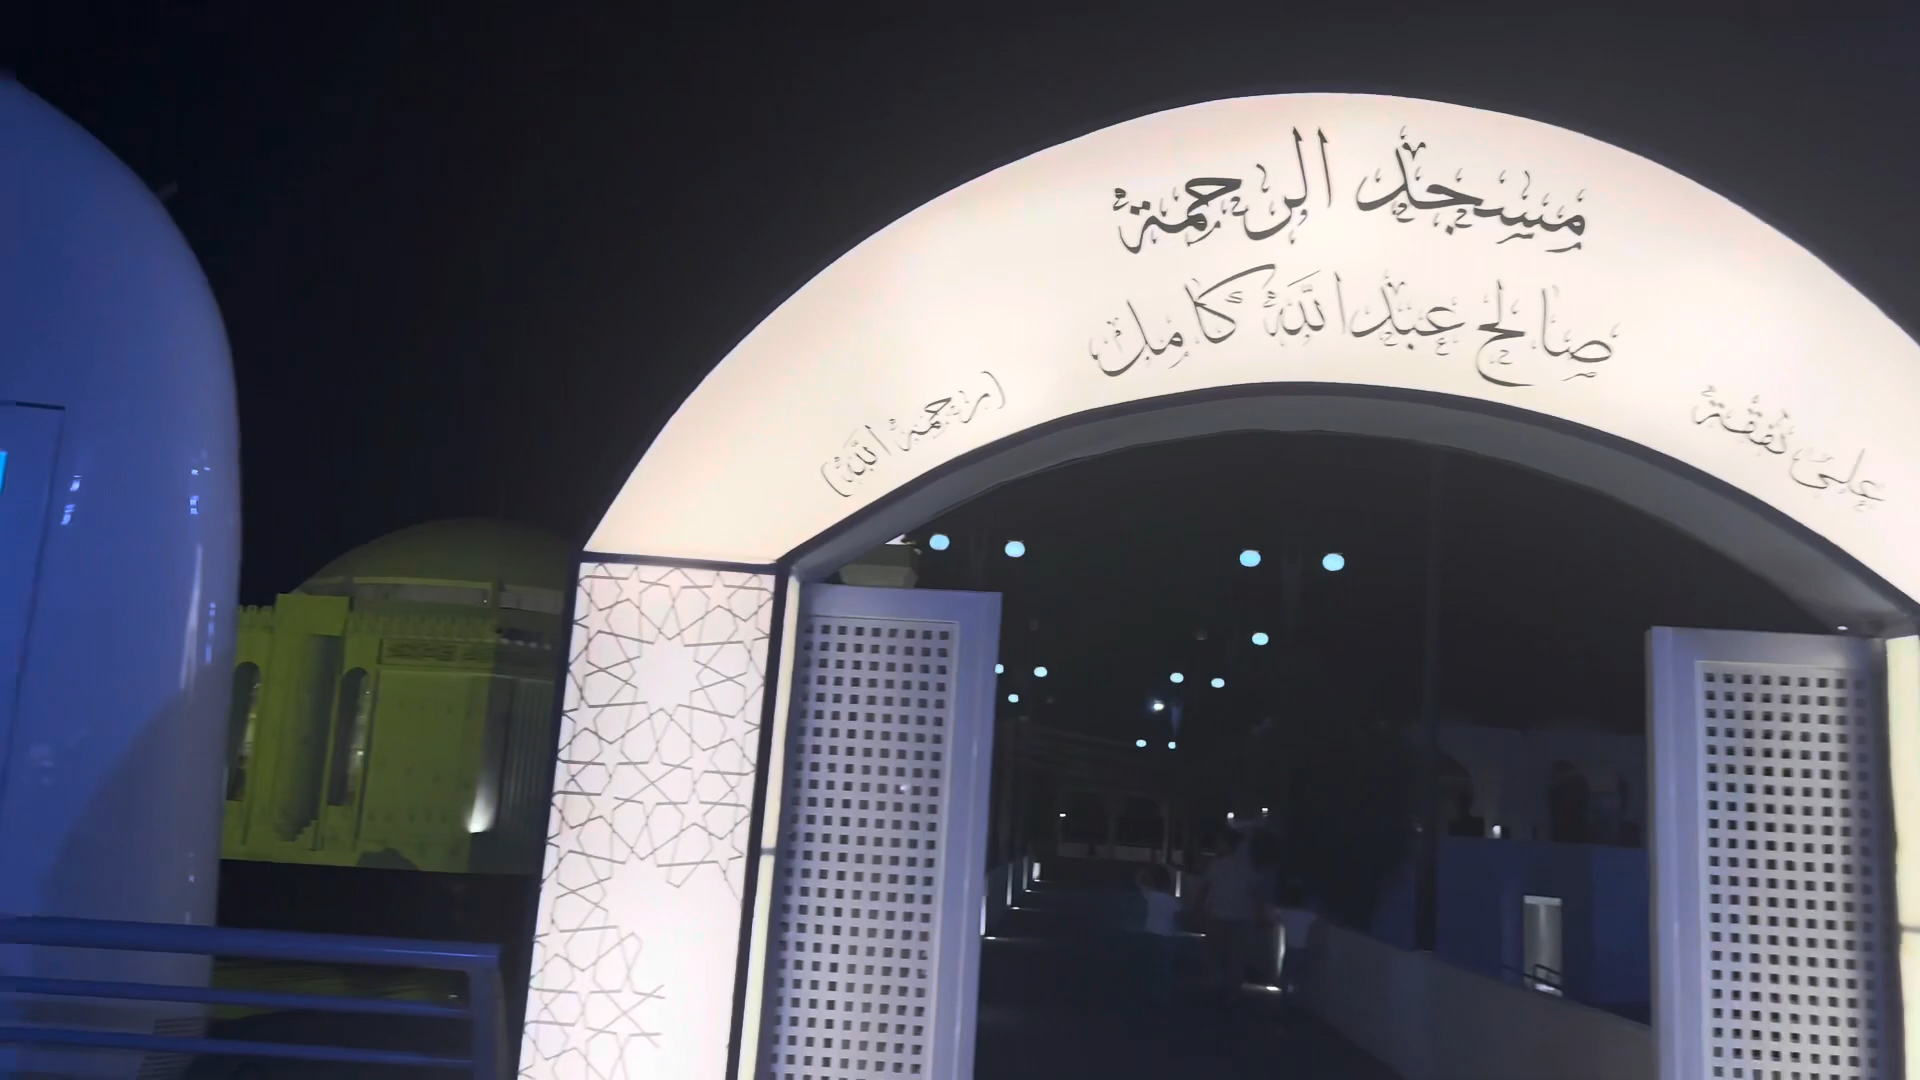 مسجد الرحمة
على نفقة
صالح عبدالله كامل
(رحمه الله)